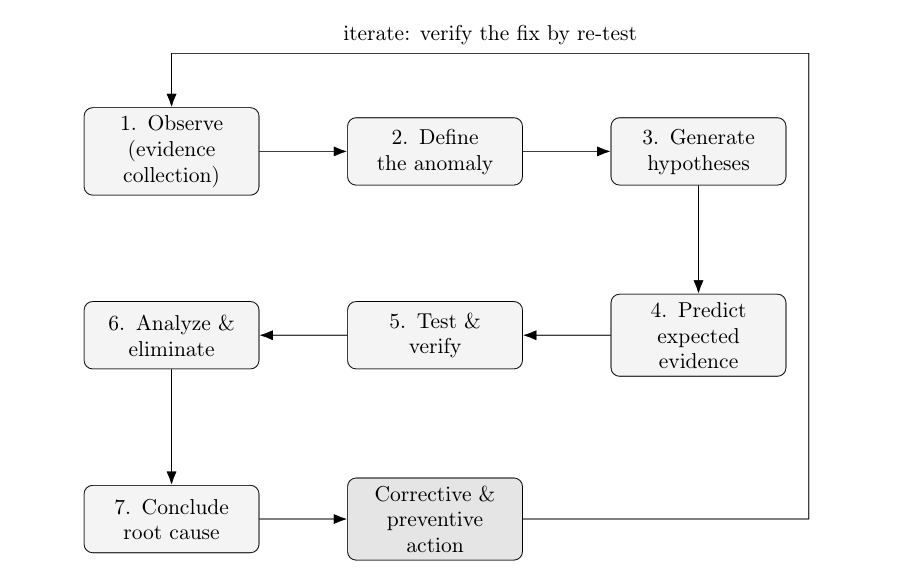 iterate: verify the fix by re-test
1. Observe
(evidence
collection)
2. Define
the anomaly
3. Generate
hypotheses
4. Predict
expected
evidence
5. Test &
verify
6. Analyze &
eliminate
7. Conclude
root cause
Corrective &
preventive
action